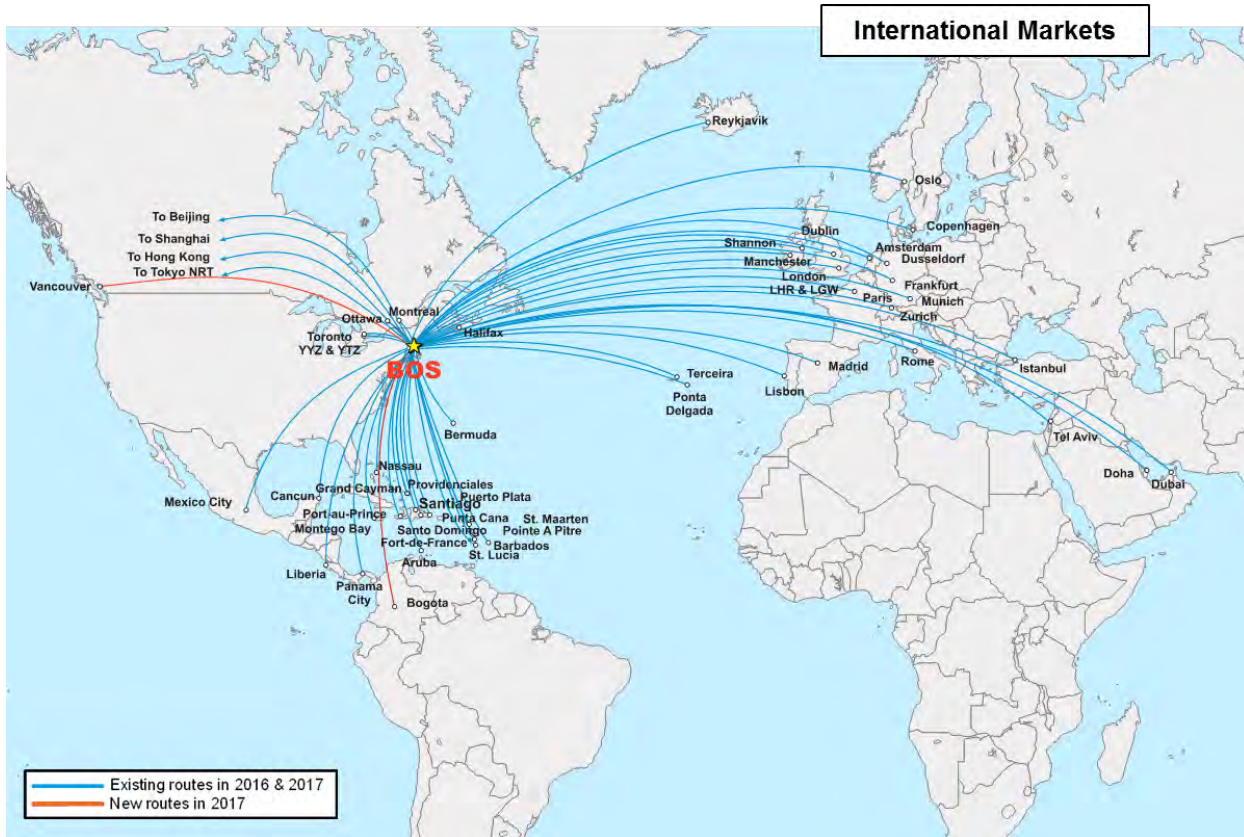 International Markets
Reykjavik
Oslo
To Beijing
To Shanghai
To Hong Kong
To Tokyo NRT
Vancouver
Copenhagen
Dublin
Shannon
Amsterdam
Dusseldorf
Manchester
London
LHR & LGW
Frankfurt
Paris
Munich
Zurich
Montreal
Ottawa
Halifax
Toronto
YYZ & YTZ
BOS
Rome
Istanbul
Madrid
Lisbon
Terceira
Ponta
Delgada
Bermuda
Tel Aviv
Doha
Dubai
Nassau
Providenciales
Grand Cayman
Cancun
Puerto Plata
Mexico City
Santiago
Port-au-Prince
Punta Cana
St. Maarten
Montego Bay
Santo Domingo
Pointe A Pitre
Fort-de-France
Barbados
St. Lucia
Aruba
Liberia
Panama
City
Bogota
Existing routes in 2016 & 2017
New routes in 2017